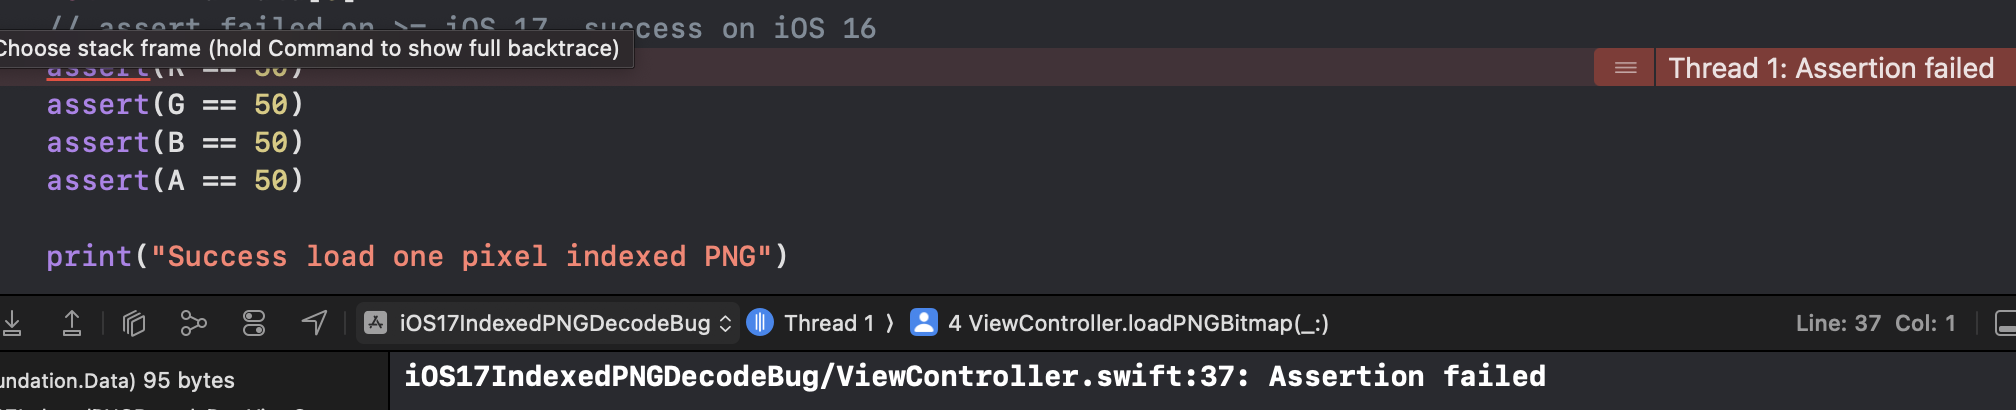 // assert failed on >= iOS 17, success on iOS 16
Choose stack frame (hold Command to show full backtrace)
assert(R == 50)
Thread 1: Assertion failed
assert(G == 50)
assert(B == 50)
assert(A == 50)
print("Success load one pixel indexed PNG")
iOS17IndexedPNGDecodeBug
Thread 1 ⟩ 4 ViewController.loadPNGBitmap(_:)
Line: 37 Col: 1
undation.Data) 95 bytes
iOS17IndexedPNGDecodeBug/ViewController.swift:37: Assertion failed